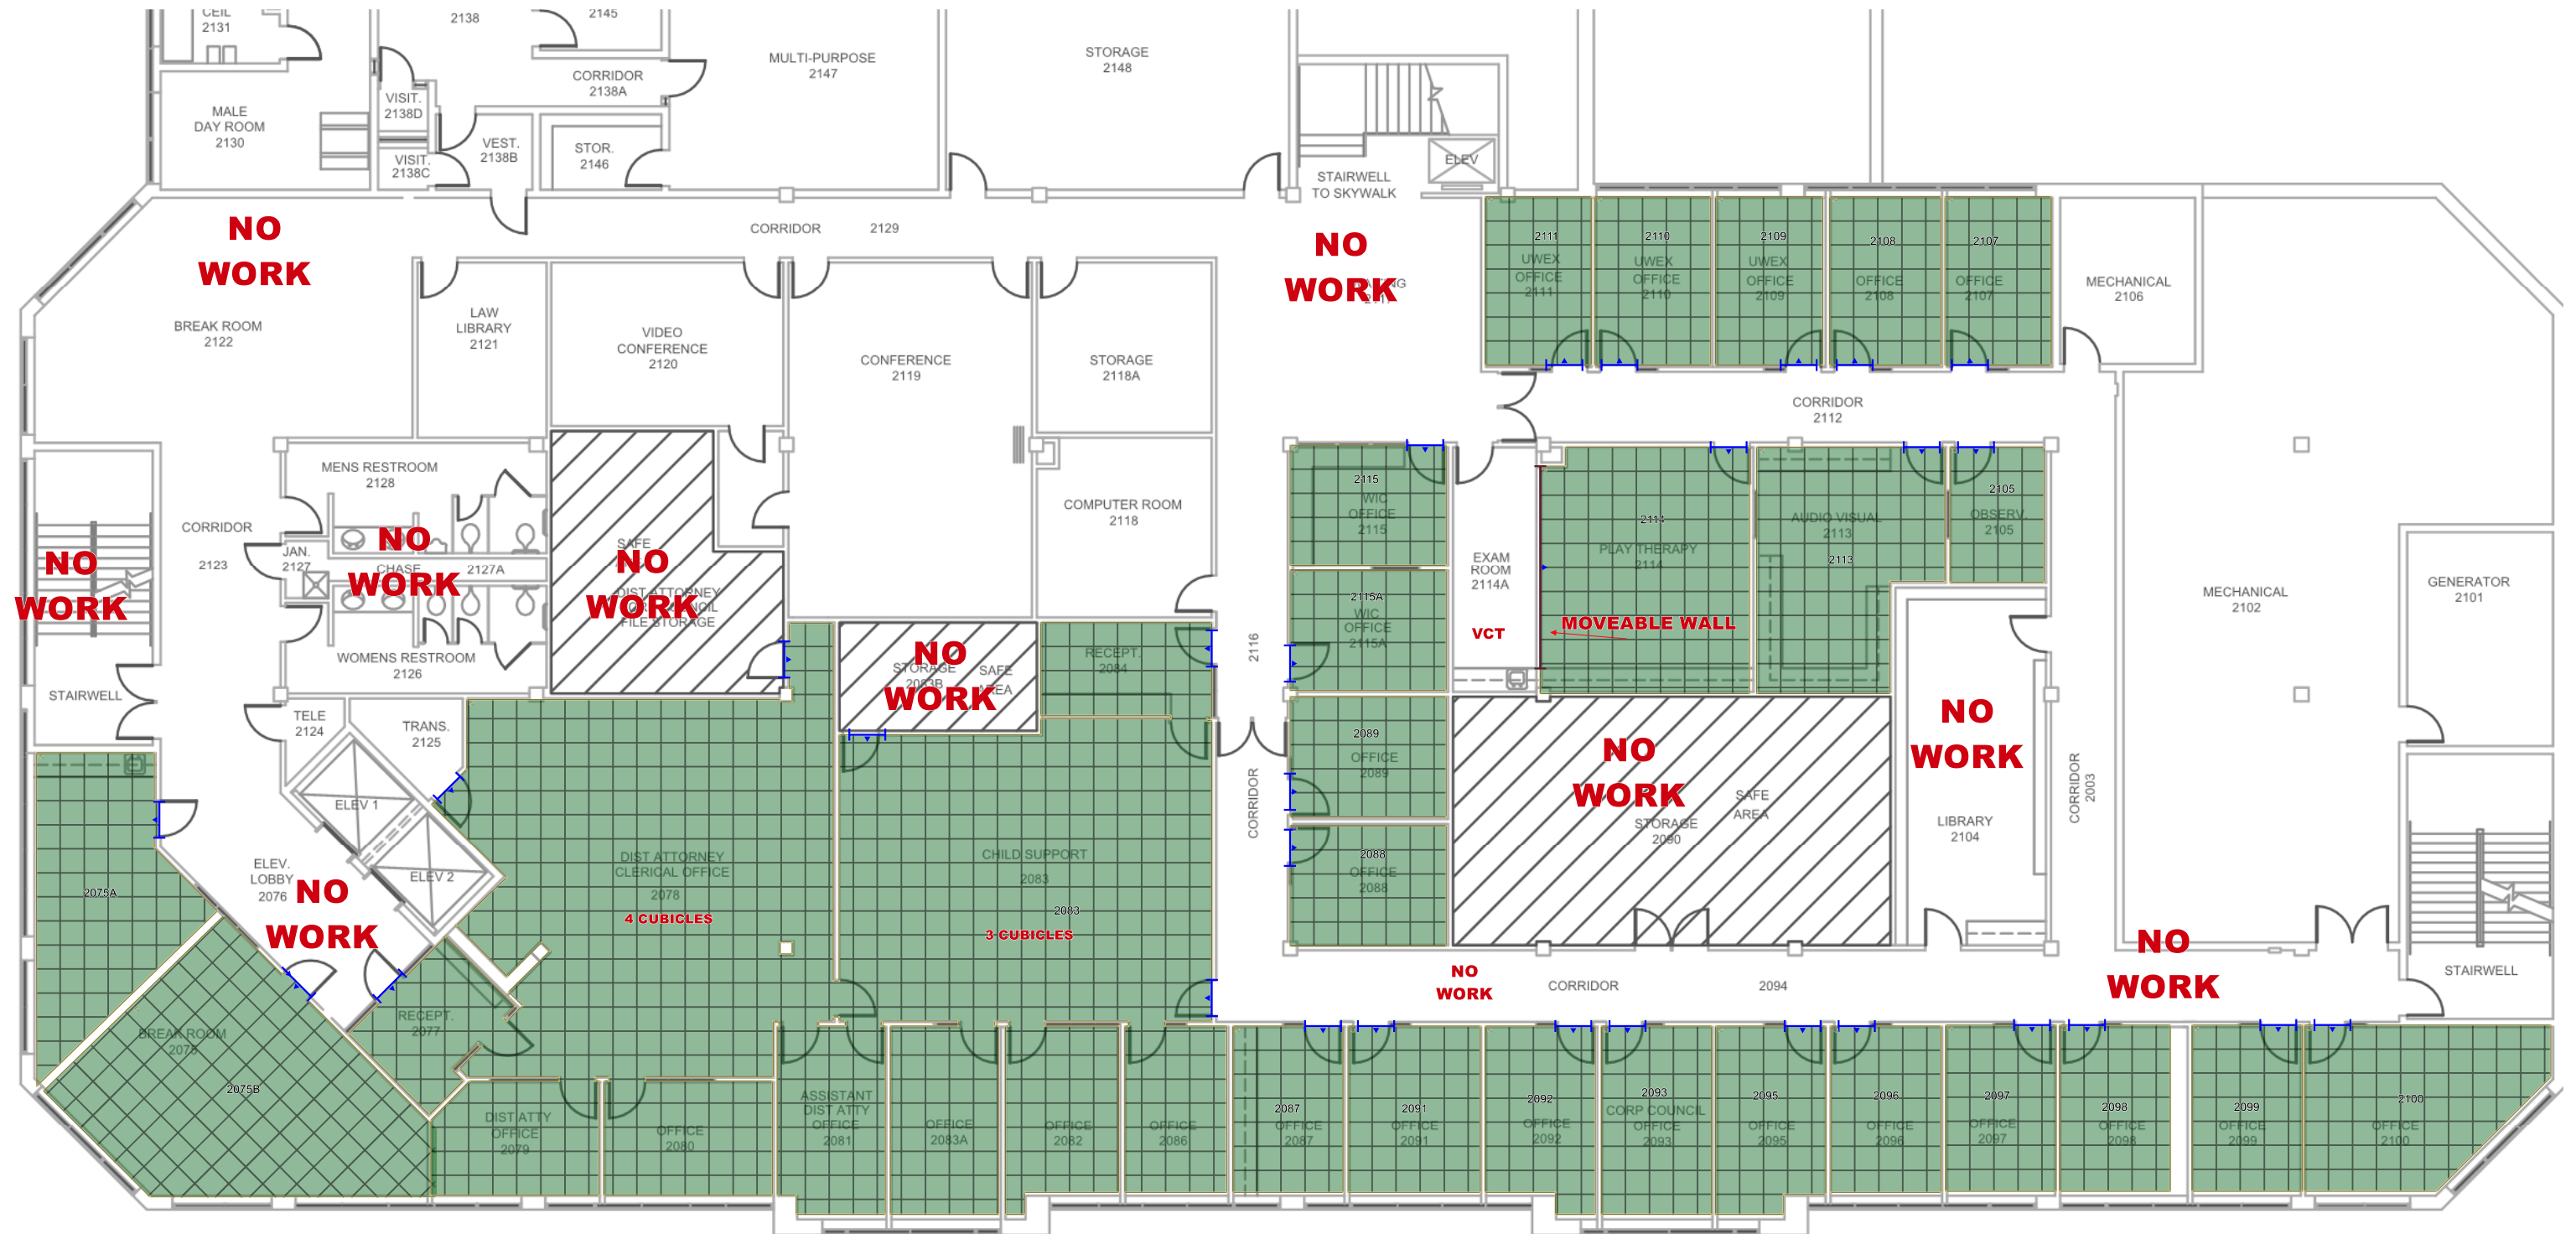 CELL
2131
2138
2145
MALE
DAY ROOM
2130
VISIT.
2138D
VISIT.
2138C
VEST.
2138B
CORRIDOR
2138A
STOR.
2146
MULTI-PURPOSE
2147
STORAGE
2148
ELEV
STAIRWELL
TO SKYWALK
NO
WORK
BREAK ROOM
2122
CORRIDOR 2129
LAW
LIBRARY
2121
VIDEO
CONFERENCE
2120
CONFERENCE
2119
STORAGE
2118A
COMPUTER ROOM
2118
NO
WORK
2111
UWEX
OFFICE
2111
2110
UWEX
OFFICE
2110
2109
UWEX
OFFICE
2109
2108
OFFICE
2108
2107
OFFICE
2107
MECHANICAL
2106
CORRIDOR
2112
MENS RESTROOM
2128
CORRIDOR
2123
JAN.
2127
CHASE 2127A
NO
WORK
NO
WORK
WOMENS RESTROOM
2126
STAIRWELL
TELE
2124
TRANS.
2125
SAFE
NO
WORK
DIST ATTORNEY
FILE STORAGE
STORAGE
2083B
SAFE
AREA
NO
WORK
RECEPT.
2084
2116
CORRIDOR
2115
WIC
OFFICE
2115
2115A
WIC
OFFICE
2115A
EXAM
ROOM
2114A
VCT
2114
PLAY THERAPY
2114
MOVEABLE WALL
AUDIO VISUAL
2113
2113
2105
OBSERV.
2105
MECHANICAL
2102
GENERATOR
2101
2089
OFFICE
2089
2088
OFFICE
2088
NO
WORK
SAFE
AREA
STORAGE
2090
NO
WORK
LIBRARY
2104
CORRIDOR
2003
ELEV 1
ELEV 2
ELEV.
LOBBY
2076
NO
WORK
2075A
BREAK ROOM
2075
2075B
RECEPT.
2077
DIST ATTORNEY
CLERICAL OFFICE
2078
4 CUBICLES
CHILD SUPPORT
2083
2083
3 CUBICLES
NO
WORK
CORRIDOR 2094
NO
WORK
STAIRWELL
DIST ATTY
OFFICE
2079
OFFICE
2080
ASSISTANT
DIST ATTY
OFFICE
2081
OFFICE
2083A
OFFICE
2082
OFFICE
2086
2087
OFFICE
2087
2091
OFFICE
2091
2092
OFFICE
2092
2093
CORP COUNCIL
OFFICE
2093
2095
OFFICE
2095
2096
OFFICE
2096
2097
OFFICE
2097
2098
OFFICE
2098
2099
OFFICE
2099
2100
OFFICE
2100